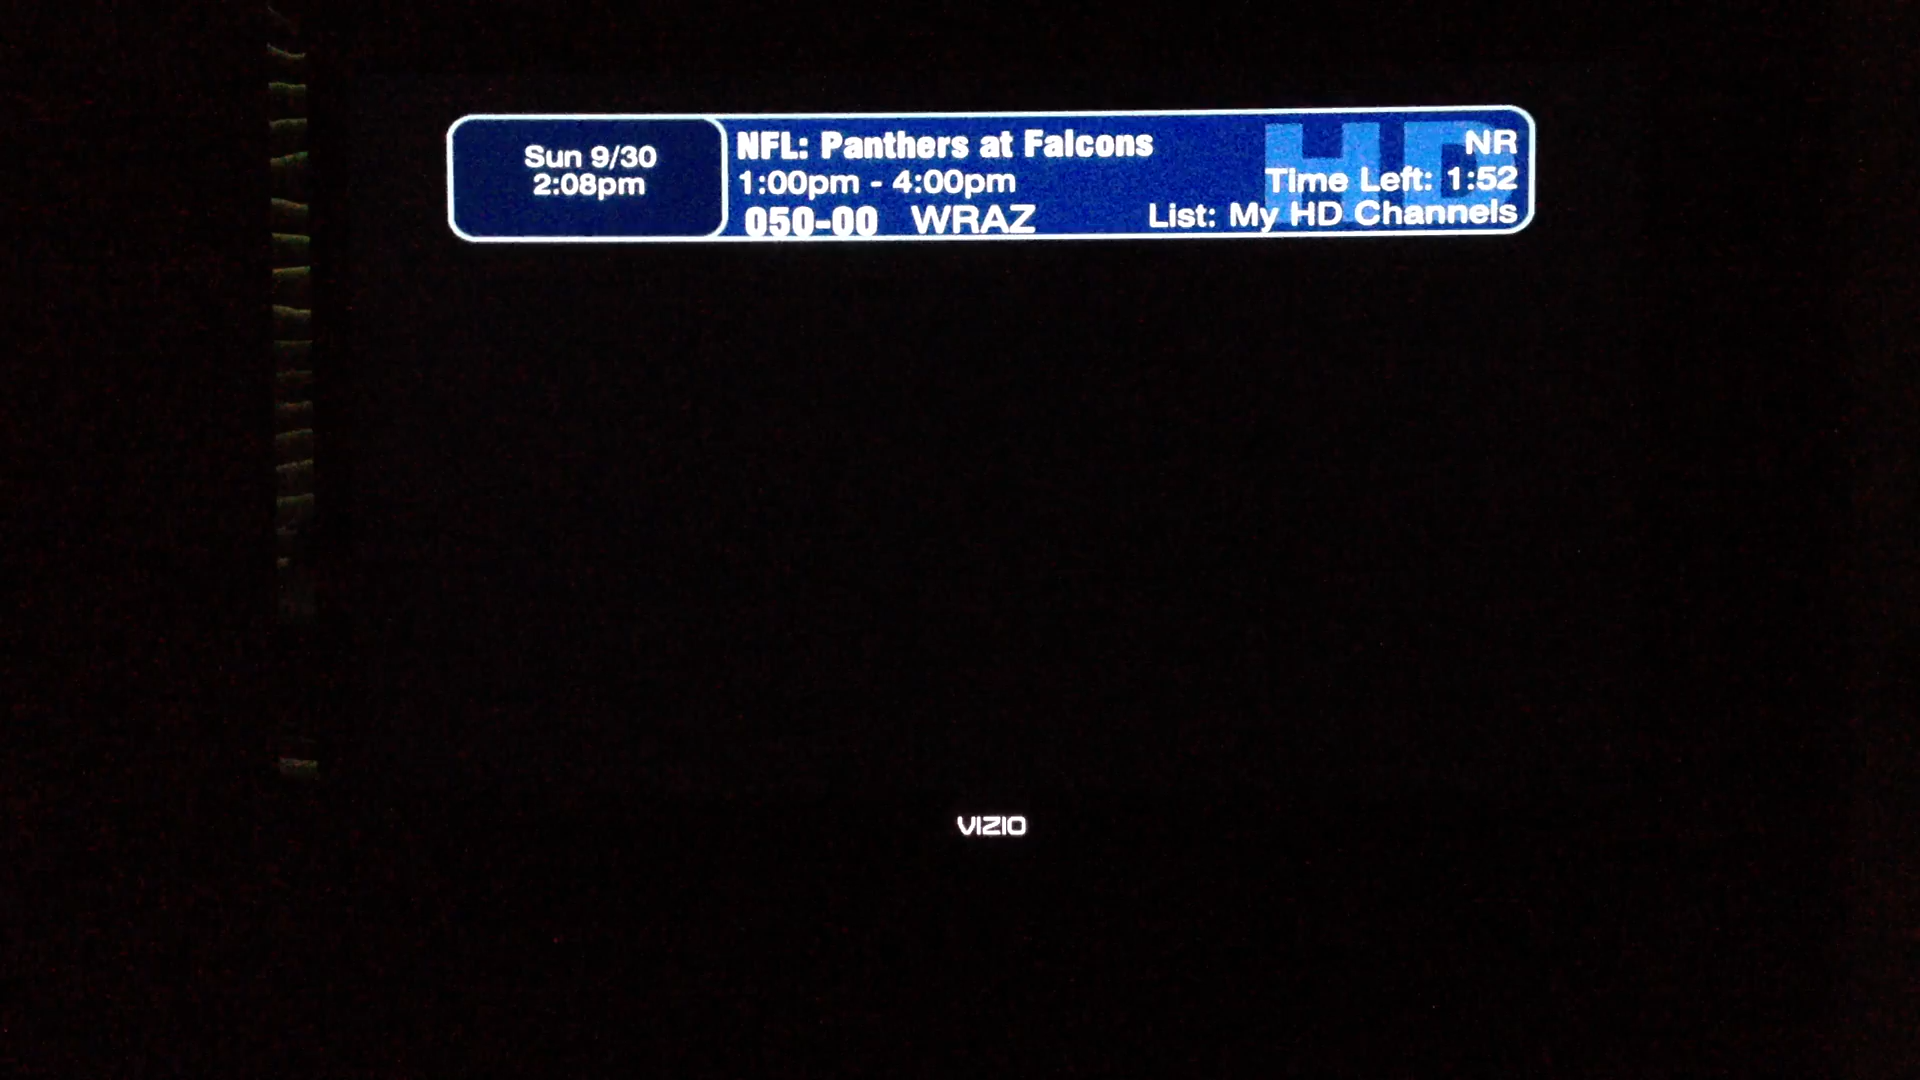 Sun 9/30
2:08pm
NFL: Panthers at Falcons
NR
1:00pm - 4:00pm
Time Left: 1:52
050-00 WRAZ
List: My HD Channels
HD
VIZIO